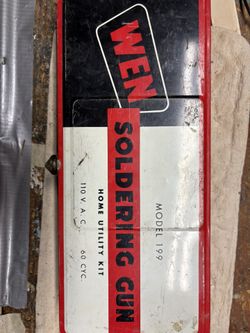 WEN
SOLDERING GUN
HOME UTILITY KIT
MODEL 199
110 V. A.C. 60 CYC.